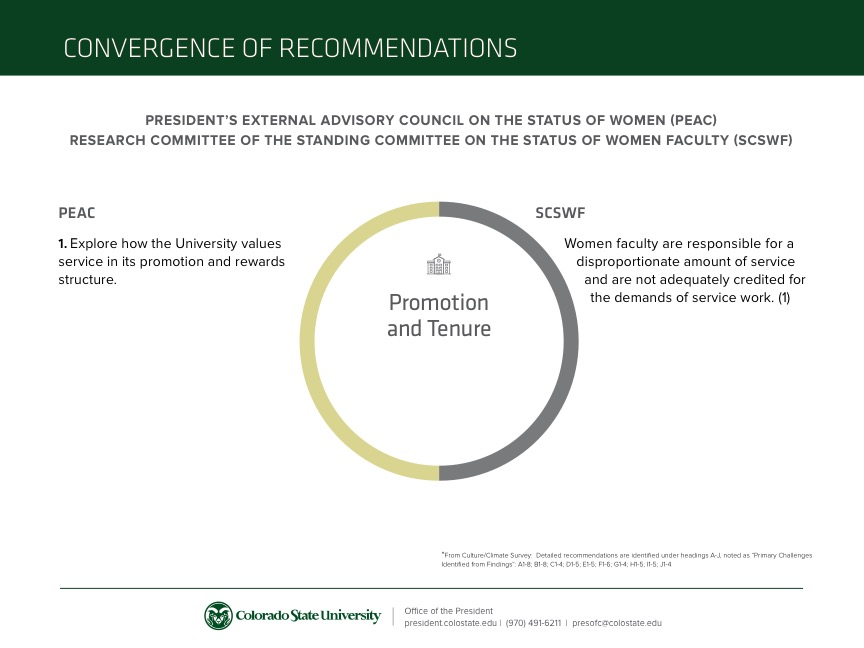 CONVERGENCE OF RECOMMENDATIONS
PRESIDENT'S EXTERNAL ADVISORY COUNCIL ON THE STATUS OF WOMEN (PEAC)
RESEARCH COMMITTEE OF THE STANDING COMMITTEE ON THE STATUS OF WOMEN FACULTY (SCSWF)
PEAC
1. Explore how the University values
service in its promotion and rewards
structure.
Promotion
and Tenure
SCSWF
Women faculty are responsible for a
disproportionate amount of service
and are not adequately credited for
the demands of service work. (1)
*From Culture/Climate Survey: Detailed recommendations are identified under headings A-J, noted as "Primary Challenges
Identified from Findings": A1-8; B1-8; C1-4; D1-5; E1-5; F1-6; G1-4; H1-5; I1-5; J1-4
Colorado State University
Office of the President
president.colostate.edu | (970) 491-6211 | presofc@colostate.edu